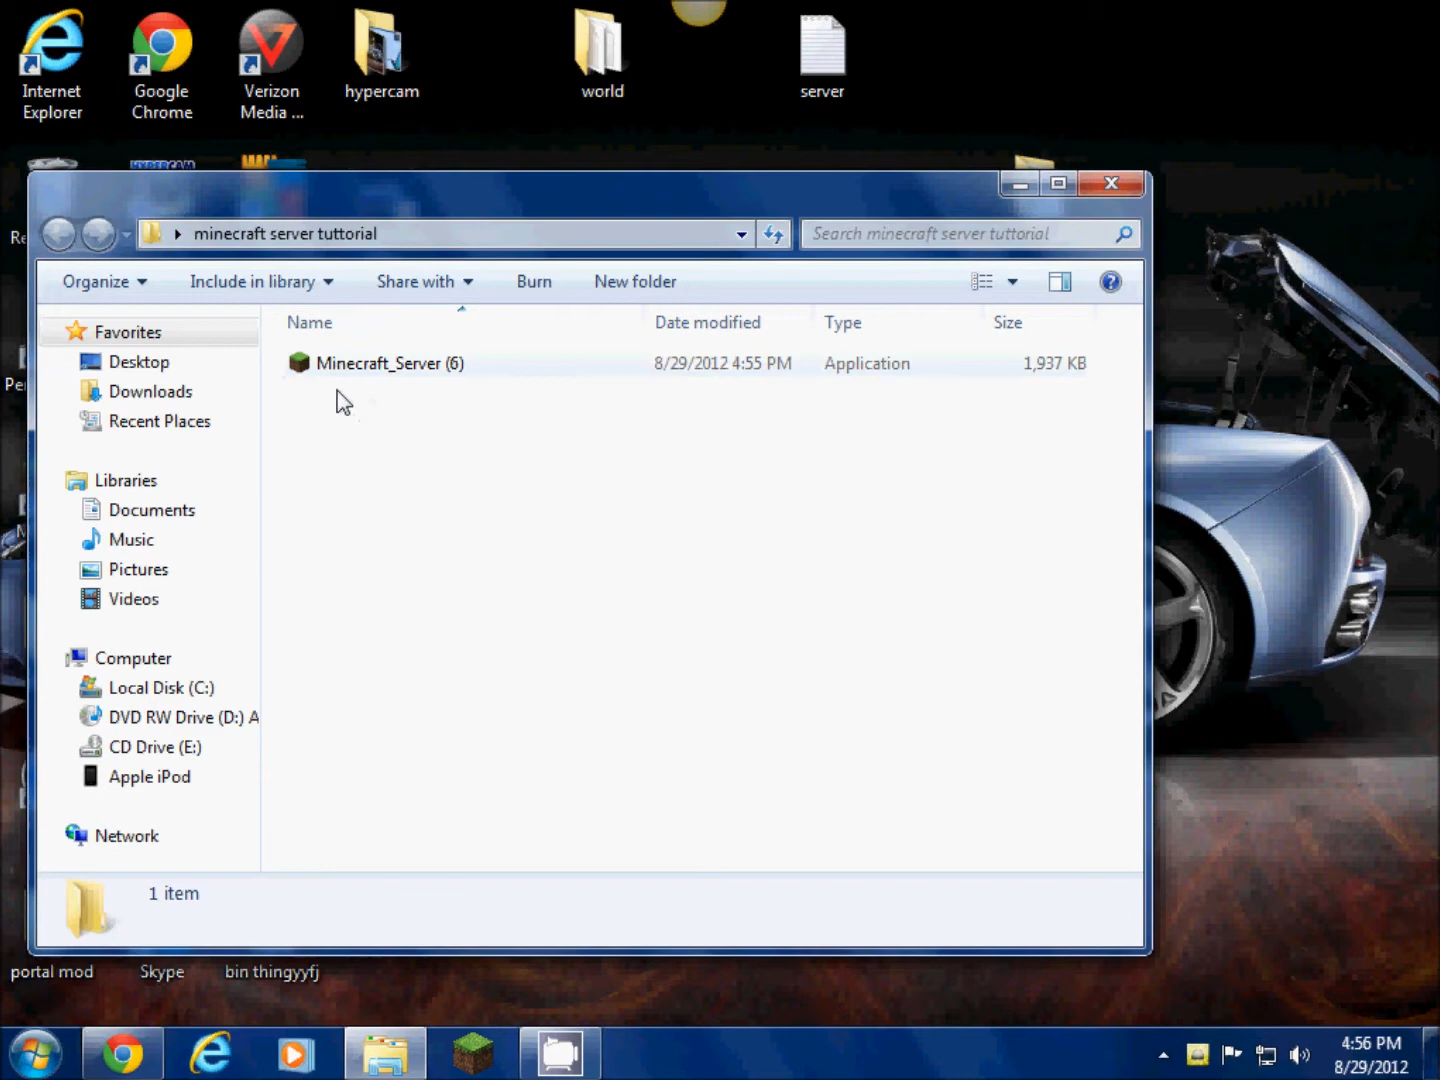 Internet
Explorer
Google
Chrome
Verizon
Media ...
hypercam
world
server
HYPERCAM
Re
minecraft server tuttorial
Search minecraft server tuttorial
Organize
Include in library
Share with
Burn
New folder
Name
Date modified
Type
Size
Favorites
Desktop
Downloads
Recent Places
Libraries
Documents
Music
Pictures
Videos
Computer
Local Disk (C:)
DVD RW Drive (D:) A
CD Drive (E:)
Apple iPod
Network
Minecraft_Server (6)
8/29/2012 4:55 PM
Application
1,937 KB
Per
1 item
portal mod
Skype
bin thingyyfj
4:56 PM
8/29/2012